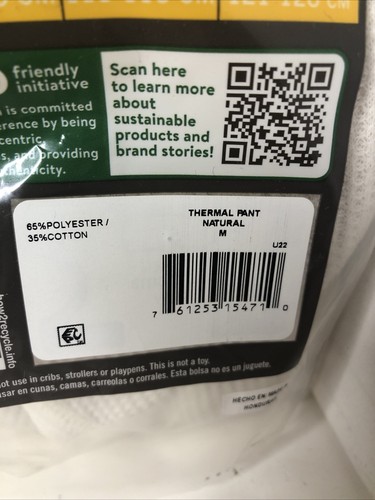 friendly
initiative
is committed
erence by being
centric
providing
Scan here
to learn more
about
sustainable
products and
brand stories!
65%POLYESTER /
35%COTTON
THERMAL PANT
NATURAL
M
U22
7 61253 15471 0
how2recycle.info
ot use in cribs, strollers or playpens. This is not a toy.
sar en cunas, camas, carreolas o corrales. Esta bolsa no es un juguete.
HECHO EN
HONDURAS